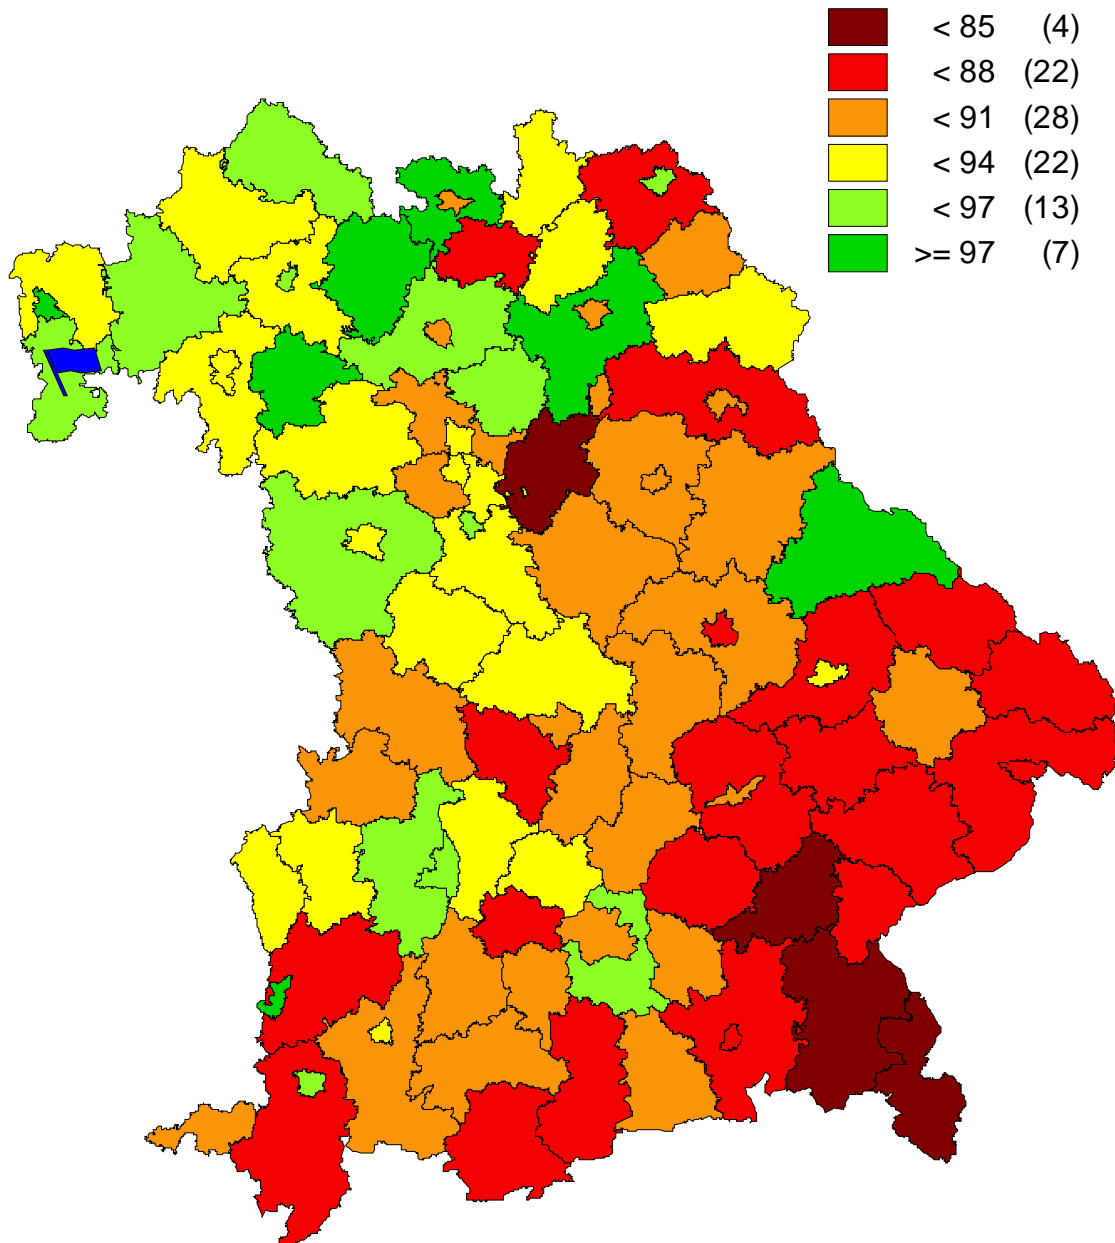 < 85 (4)
< 88 (22)
< 91 (28)
< 94 (22)
< 97 (13)
>= 97 (7)